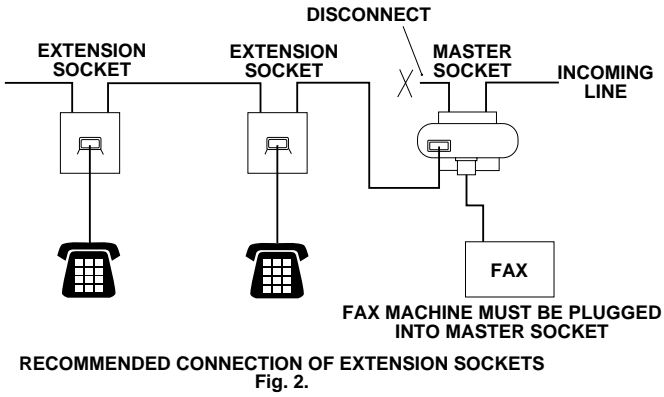 DISCONNECT
EXTENSION
SOCKET
EXTENSION
SOCKET
MASTER
SOCKET
INCOMING
LINE
FAX
FAX MACHINE MUST BE PLUGGED
INTO MASTER SOCKET
RECOMMENDED CONNECTION OF EXTENSION SOCKETS
Fig. 2.